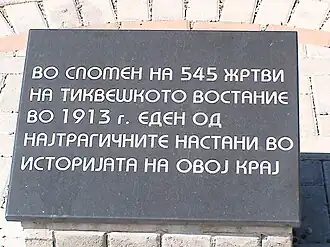 ВО СПОМЕН НА 545 ЖРТВИ
НА ТИКВЕШКОТО ВОСТАНИЕ
ВО 1913 г. ЕДЕН ОД
НАЈТРАГИЧНИТЕ НАСТАНИ ВО
ИСТОРИЈАТА НА ОВОЈ КРАЈ